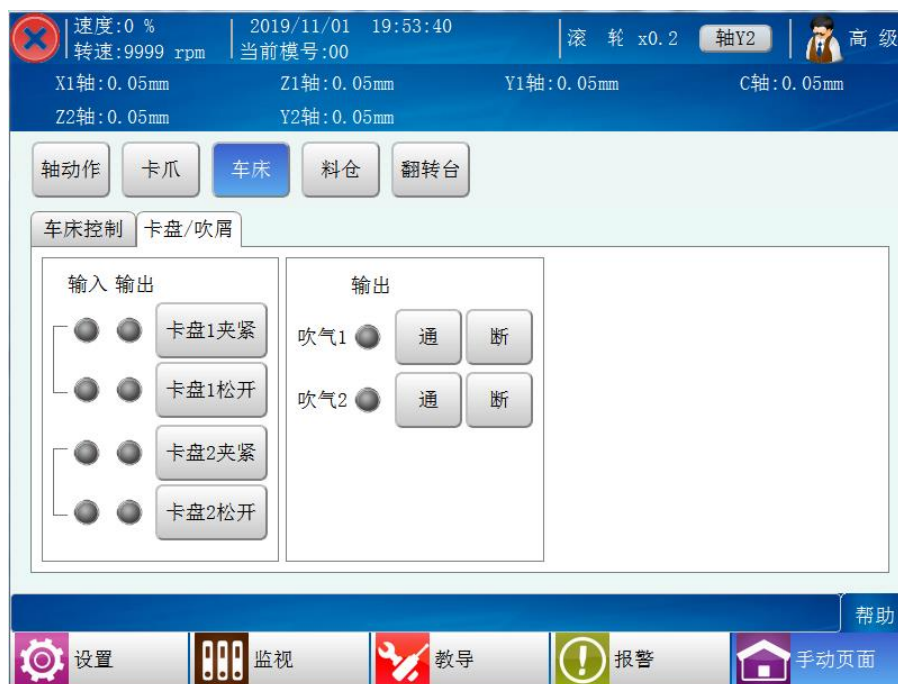 速度:0 %
2019/11/01 19:53:40
转速:9999 rpm
当前模号:00
滚 轮 x0.2
轴Y2
高 级
X1轴:0.05mm
Z1轴:0.05mm
Y1轴:0.05mm
C轴:0.05mm
Z2轴:0.05mm
Y2轴:0.05mm
轴动作
卡爪
车床
料仓
翻转台
车床控制
卡盘/吹屑
输入 输出
卡盘1夹紧
卡盘1松开
卡盘2夹紧
卡盘2松开
输出
吹气1
通
断
吹气2
通
断
帮助
设置
监视
教导
报警
手动页面